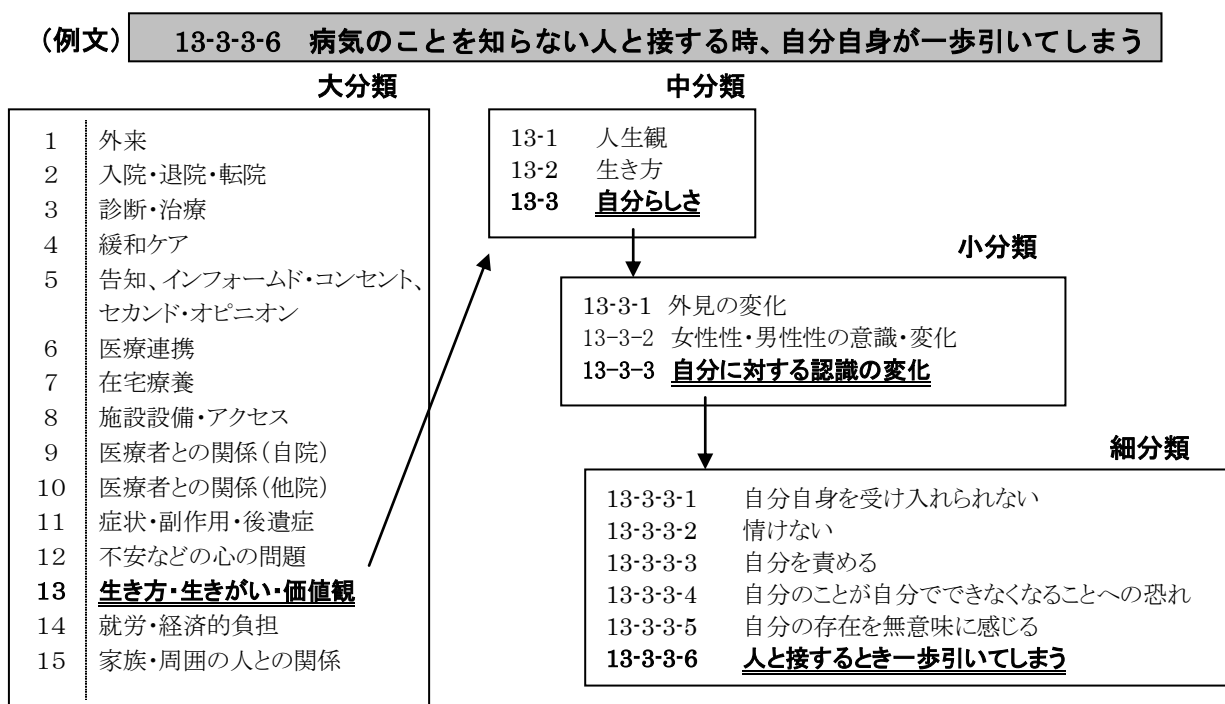 (例文) 13-3-3-6 病気のことを知らない人と接する時、自分自身が一歩引いてしまう
大分類
1 外来
2 入院・退院・転院
3 診断・治療
4 緩和ケア
5 告知、インフォームド・コンセント、
セカンド・オピニオン
6 医療連携
7 在宅療養
8 施設設備・アクセス
9 医療者との関係(自院)
10 医療者との関係(他院)
11 症状・副作用・後遺症
12 不安などの心の問題
13 生き方・生きがい・価値観
14 就労・経済的負担
15 家族・周囲の人との関係
中分類
13-1 人生観
13-2 生き方
13-3 自分らしさ
小分類
13-3-1 外見の変化
13-3-2 女性性・男性性の意識・変化
13-3-3 自分に対する認識の変化
細分類
13-3-3-1 自分自身を受け入れられない
13-3-3-2 情けない
13-3-3-3 自分を責める
13-3-3-4 自分のことが自分でできなくなることへの恐れ
13-3-3-5 自分の存在を無意味に感じる
13-3-3-6 人と接するとき一歩引いてしまう